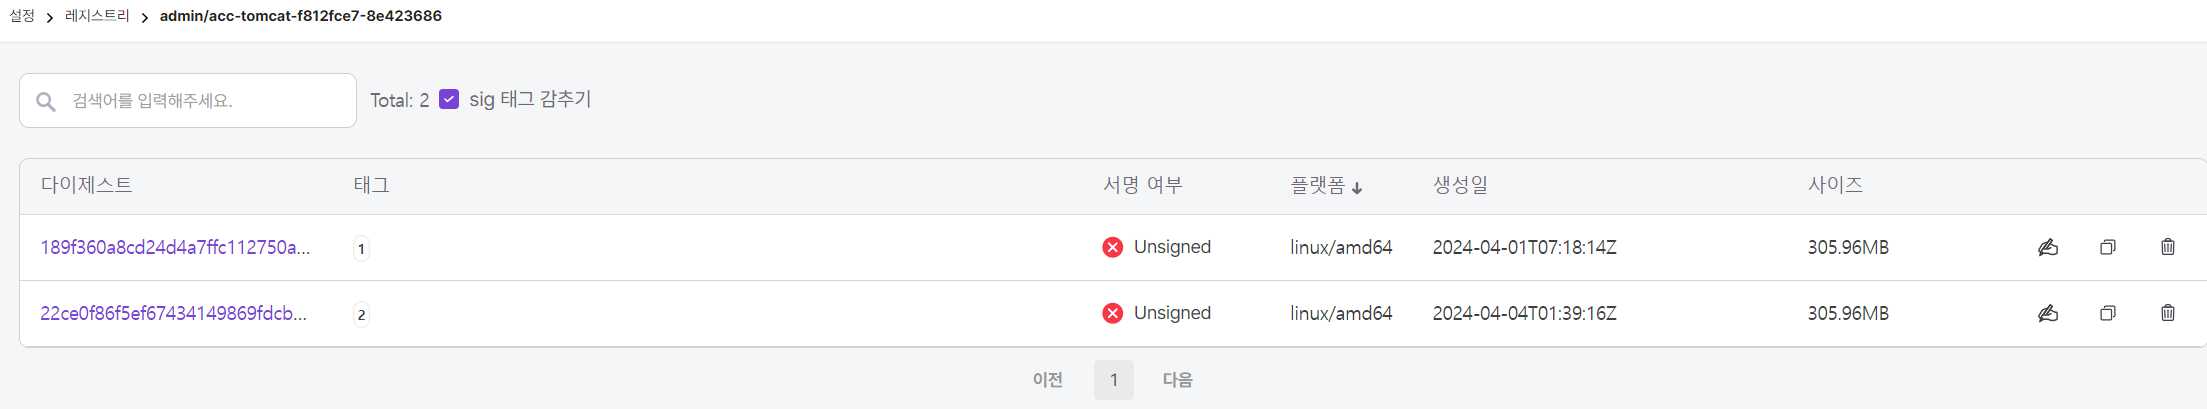 설정 > 레지스트리 > admin/acc-tomcat-f812fce7-8e423686
검색어를 입력해주세요. Total: 2 sig 태그 감추기
다이제스트 태그 서명 여부 플랫폼 생성일 사이즈
189f360a8cd24d4a7ffc112750a... 1 Unsigned linux/amd64 2024-04-01T07:18:14Z 305.96MB
22ce0f86f5ef67434149869fdcb... 2 Unsigned linux/amd64 2024-04-04T01:39:16Z 305.96MB
이전 1 다음